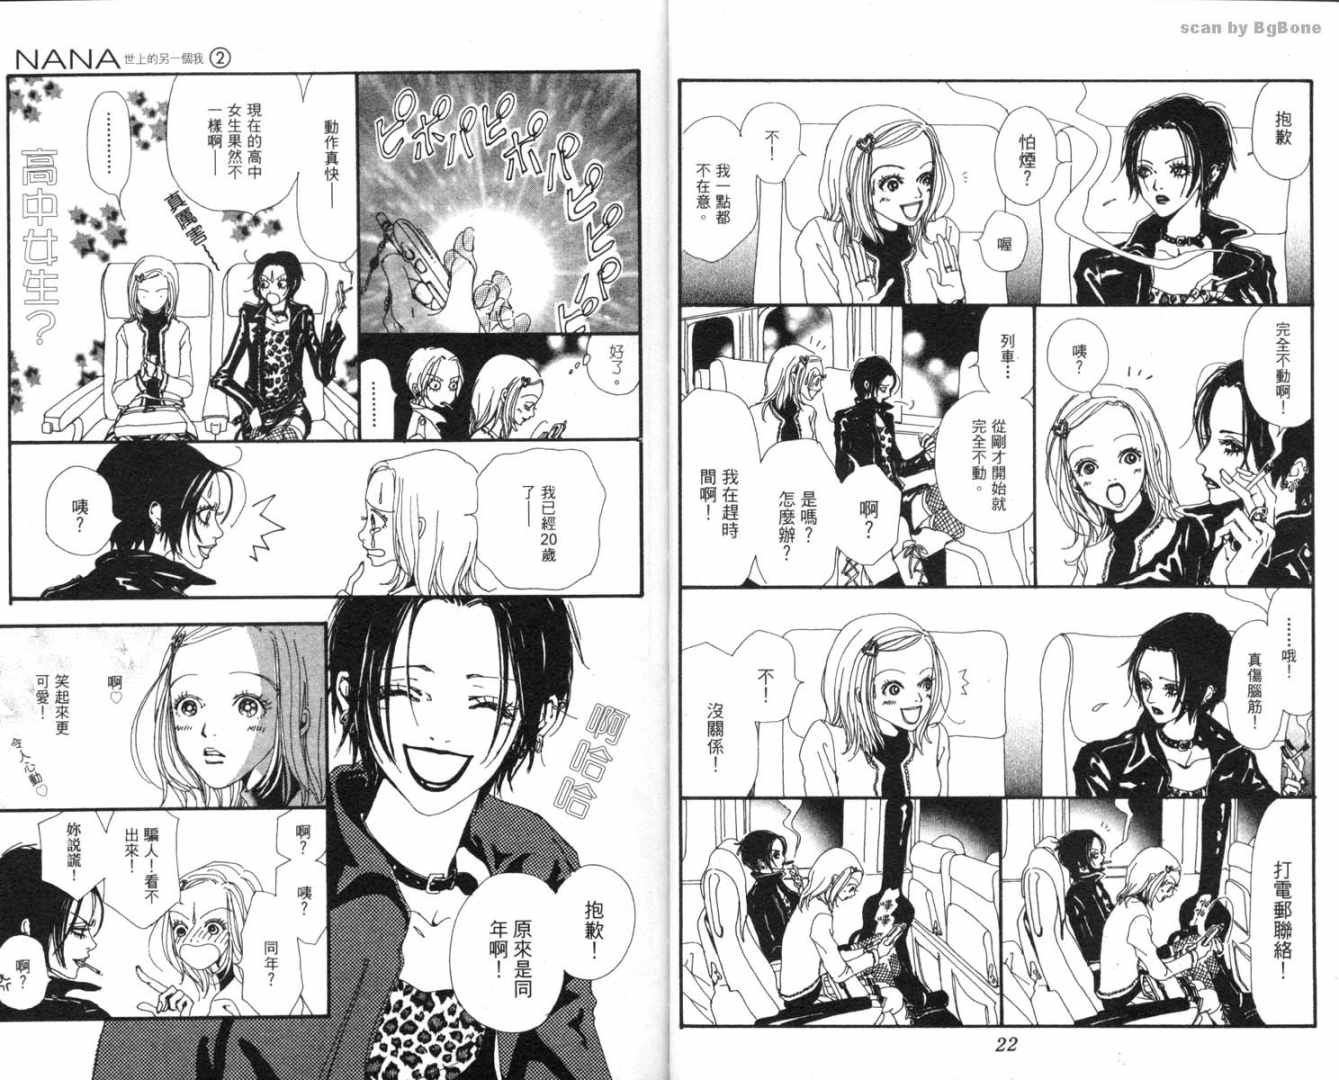 scan by BgBone
抱歉
怕煙?
喔
不!
我一點都
不在意。
完全不動啊!
咦?
列車…
從剛才開始就
完全不動。
啊?
是嗎?
怎麼辦?
我在趕時
間啊!
……哦!
真傷腦筋!
不!
沒關係!
打電郵聯絡!
22
NANA 世上的另一個我 ②
ピポパピポパピピピ
動作真快—
現在的高中
女生果然不
一樣啊—
真厲害~
………
高中女生?
好了。
………
我已經20歲
了—
咦?
啊哈哈
抱歉!
原來是同
年啊!
啊♡
笑起來更
可愛!
令人心動♡
啊?
咦?
同年?
騙人!看不
出來!
妳說謊!
啊?